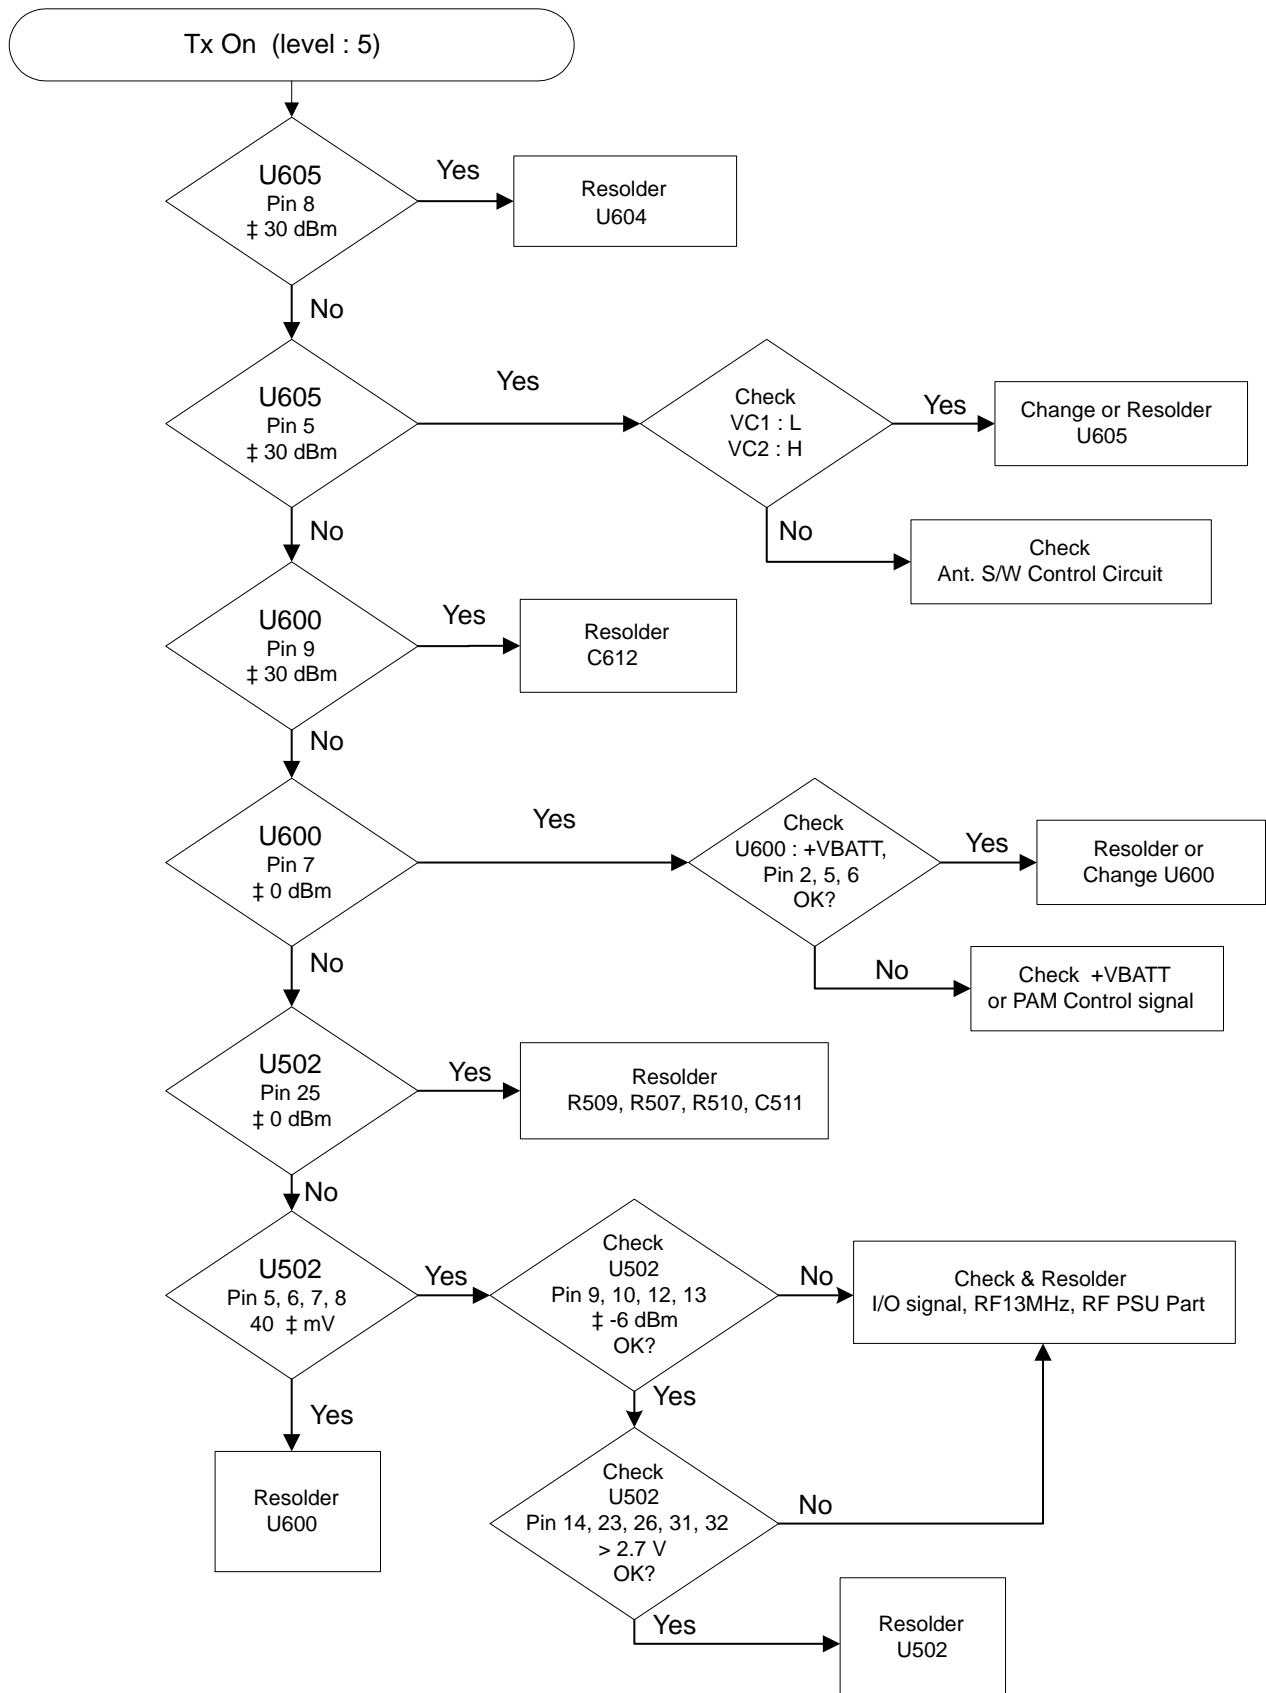 Tx On (level : 5)
U605
Pin 8
‡ 30 dBm
Yes
Resolder
U604
No
U605
Pin 5
‡ 30 dBm
Yes
Check
VC1 : L
VC2 : H
Yes
Change or Resolder
U605
No
Check
Ant. S/W Control Circuit
No
U600
Pin 9
‡ 30 dBm
Yes
Resolder
C612
No
U600
Pin 7
‡ 0 dBm
Yes
Check
U600 : +VBATT,
Pin 2, 5, 6
OK?
Yes
Resolder or
Change U600
No
Check +VBATT
or PAM Control signal
No
U502
Pin 25
‡ 0 dBm
Yes
Resolder
R509, R507, R510, C511
No
U502
Pin 5, 6, 7, 8
40 ‡ mV
Yes
Check
U502
Pin 9, 10, 12, 13
‡ -6 dBm
OK?
No
Check & Resolder
I/O signal, RF13MHz, RF PSU Part
Yes
Resolder
U600
Yes
Check
U502
Pin 14, 23, 26, 31, 32
> 2.7 V
OK?
No
Yes
Resolder
U502